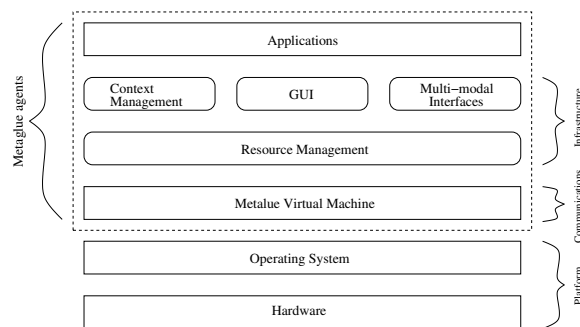 Applications
Context
Management
GUI
Multi-modal
Interfaces
Resource Management
Metalue Virtual Machine
Operating System
Hardware
Metaglue agents
Infrastructure
Communications
Platform